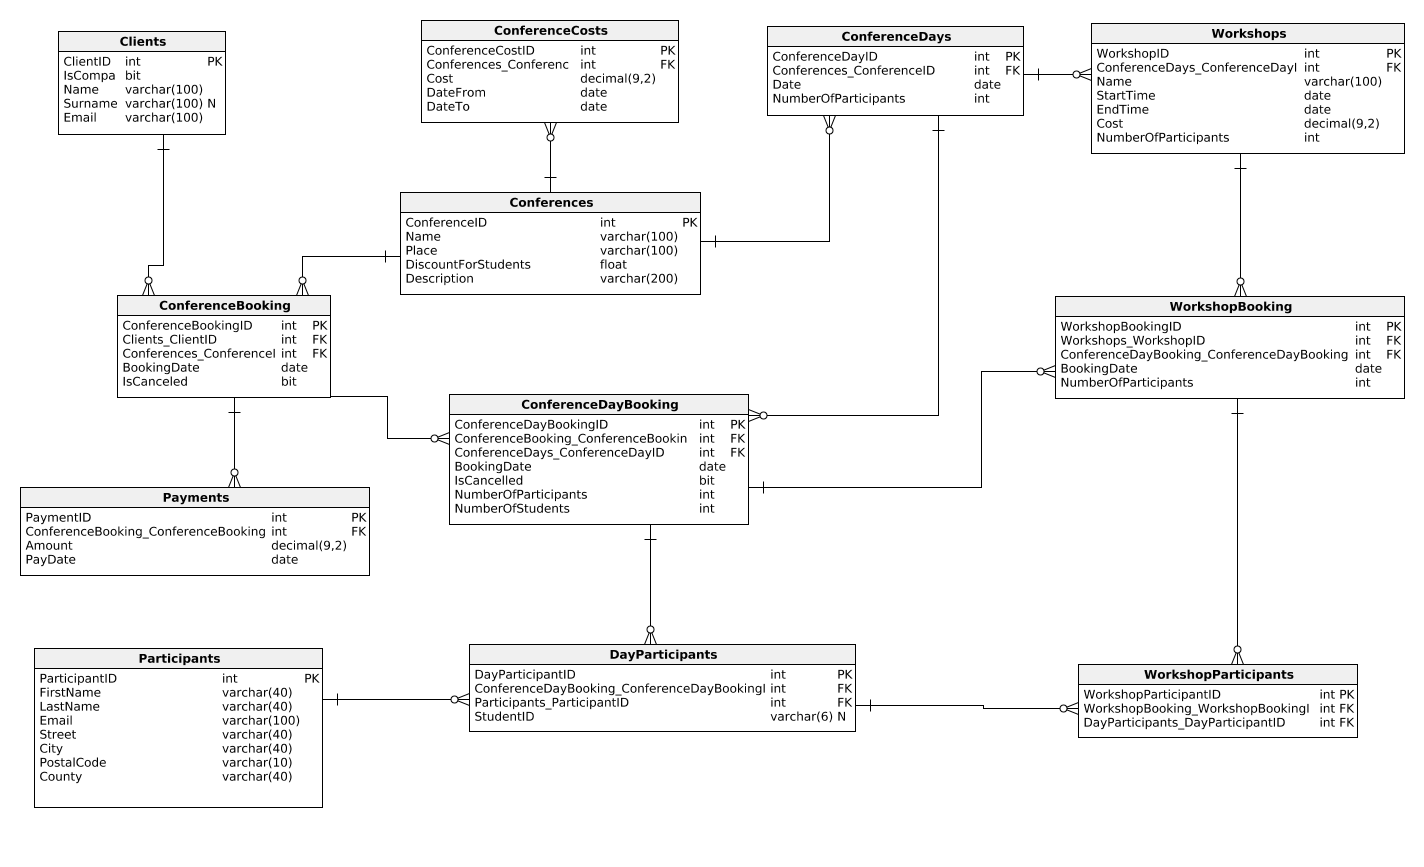 Clients
ClientID int PK
IsCompa bit
Name varchar(100)
Surname varchar(100) N
Email varchar(100)
ConferenceCosts
ConferenceCostID int PK
Conferences_Conferenc int FK
Cost decimal(9,2)
DateFrom date
DateTo date
ConferenceDays
ConferenceDayID int PK
Conferences_ConferenceID int FK
Date date
NumberOfParticipants int
Workshops
WorkshopID int PK
ConferenceDays_ConferenceDayI int FK
Name varchar(100)
StartTime date
EndTime date
Cost decimal(9,2)
NumberOfParticipants int
Conferences
ConferenceID int PK
Name varchar(100)
Place varchar(100)
DiscountForStudents float
Description varchar(200)
ConferenceBooking
ConferenceBookingID int PK
Clients_ClientID int FK
Conferences_ConferenceI int FK
BookingDate date
IsCanceled bit
WorkshopBooking
WorkshopBookingID int PK
Workshops_WorkshopID int FK
ConferenceDayBooking_ConferenceDayBooking int FK
BookingDate date
NumberOfParticipants int
ConferenceDayBooking
ConferenceDayBookingID int PK
ConferenceBooking_ConferenceBookin int FK
ConferenceDays_ConferenceDayID int FK
BookingDate date
IsCancelled bit
NumberOfParticipants int
NumberOfStudents int
Payments
PaymentID int PK
ConferenceBooking_ConferenceBooking int FK
Amount decimal(9,2)
PayDate date
Participants
ParticipantID int PK
FirstName varchar(40)
LastName varchar(40)
Email varchar(100)
Street varchar(40)
City varchar(40)
PostalCode varchar(10)
County varchar(40)
DayParticipants
DayParticipantID int PK
ConferenceDayBooking_ConferenceDayBookingI int FK
Participants_ParticipantID int FK
StudentID varchar(6) N
WorkshopParticipants
WorkshopParticipantID int PK
WorkshopBooking_WorkshopBookingI int FK
DayParticipants_DayParticipantID int FK